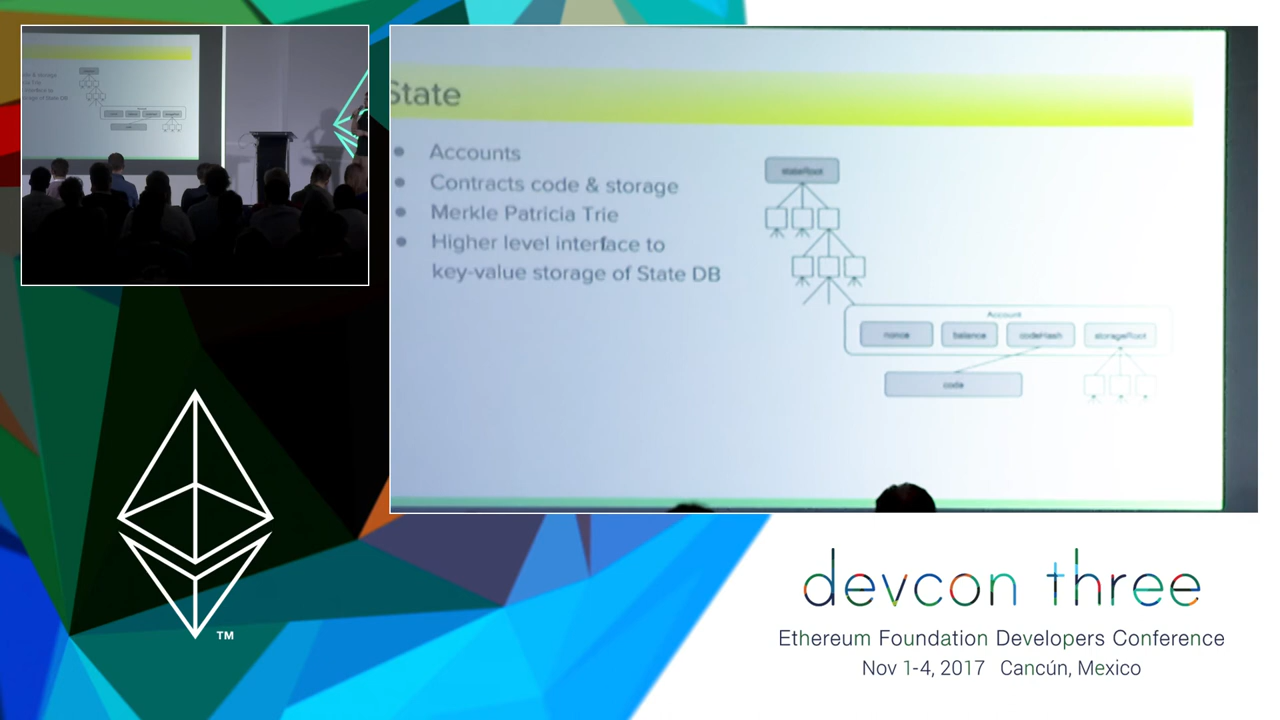 State
Accounts
Contracts code & storage
Merkle Patricia Trie
Higher level interface to
key-value storage of State DB
stateRoot
Account
nonce balance codeHash storageRoot
code
TM
devcon three
Ethereum Foundation Developers Conference
Nov 1-4, 2017 Cancún, Mexico